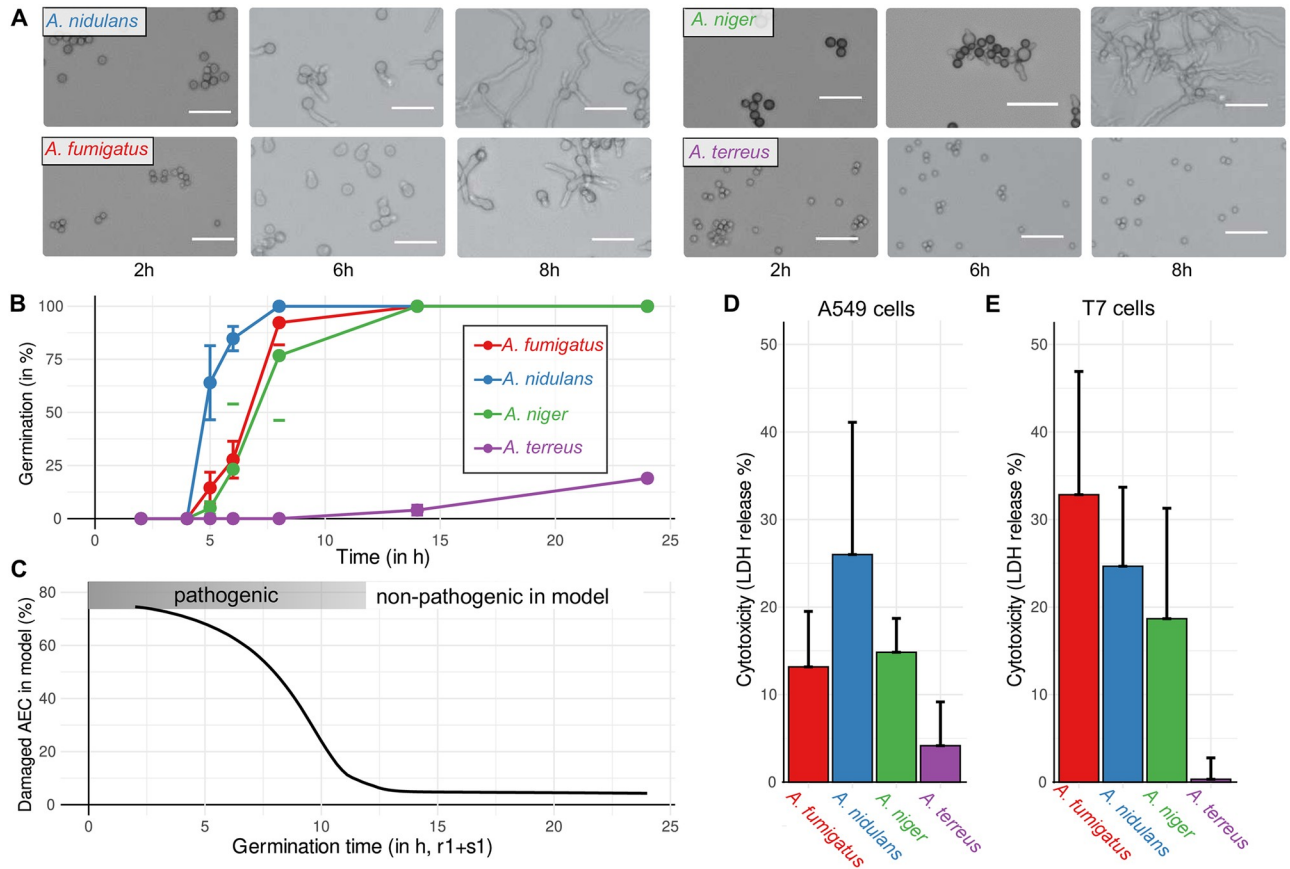 A
A. nidulans
A. niger
A. fumigatus
A. terreus
2h
6h
8h
2h
6h
8h
B
Germination (in %)
100
75
50
25
0
0
5
10
15
20
25
Time (in h)
A. fumigatus
A. nidulans
A. niger
A. terreus
C
Damaged AEC in model (%)
80
60
40
20
0
pathogenic
non-pathogenic in model
0
5
10
15
20
25
Germination time (in h, r1+s1)
D
A549 cells
Cytotoxicity (LDH release %)
50
40
30
20
10
0
A. fumigatus
A. nidulans
A. niger
A. terreus
E
T7 cells
Cytotoxicity (LDH release %)
50
40
30
20
10
0
A. fumigatus
A. nidulans
A. niger
A. terreus